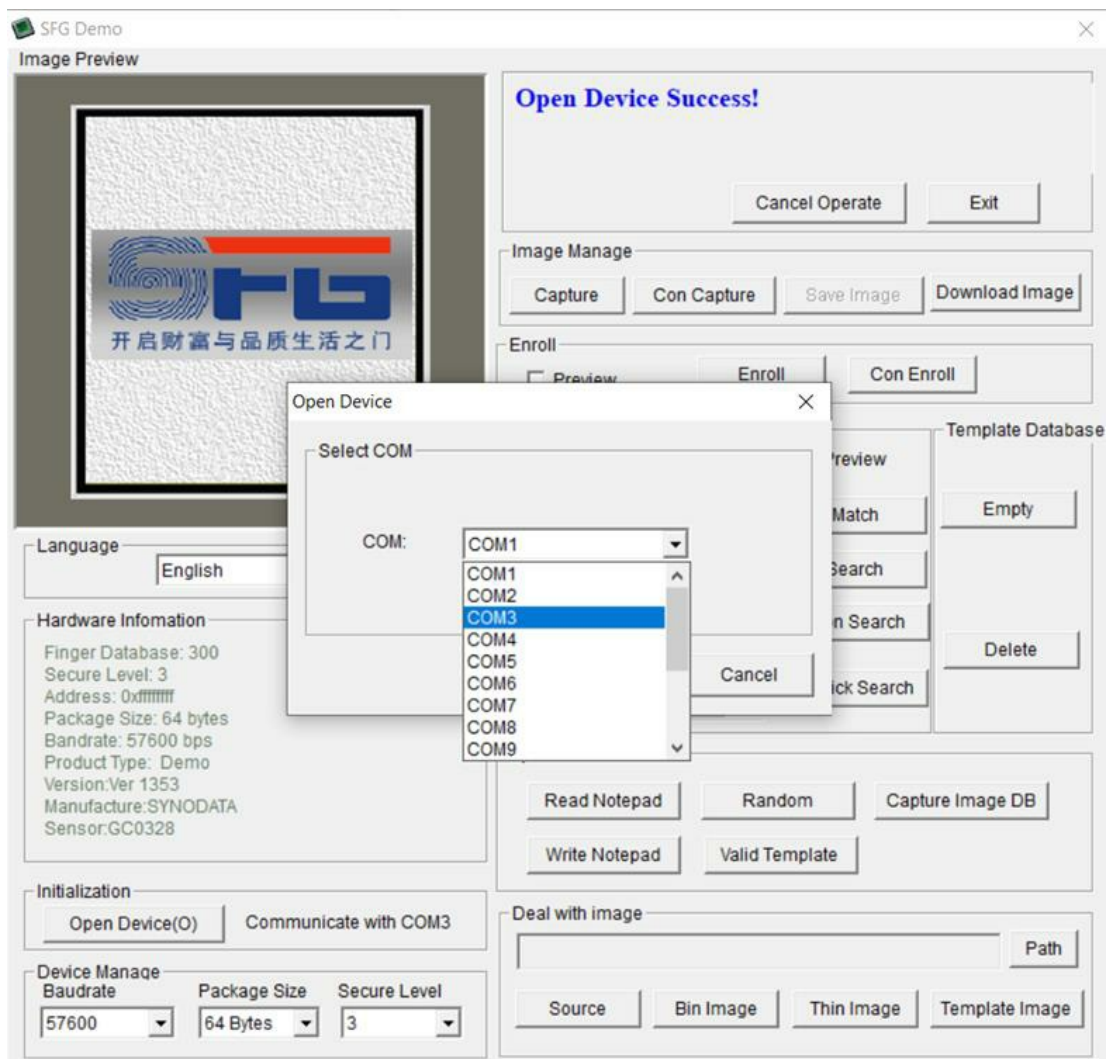 SFG Demo
Image Preview
SFG
开启财富与品质生活之门
Open Device Success!
Cancel Operate
Exit
Image Manage
Capture
Con Capture
Save Image
Download Image
Enroll
Preview
Enroll
Con Enroll
Open Device
Select COM
COM:
COM1
COM1
COM2
COM3
COM4
COM5
COM6
COM7
COM8
COM9
Cancel
Match
Search
Search
Search
Template Database
Empty
Delete
Language
English
Hardware Infomation
Finger Database: 300
Secure Level: 3
Address: 0xffffffff
Package Size: 64 bytes
Bandrate: 57600 bps
Product Type: Demo
Version:Ver 1353
Manufacture:SYNODATA
Sensor:GC0328
Read Notepad
Random
Capture Image DB
Write Notepad
Valid Template
Initialization
Open Device(O)
Communicate with COM3
Device Manage
Baudrate
Package Size
Secure Level
57600
64 Bytes
3
Deal with image
Path
Source
Bin Image
Thin Image
Template Image